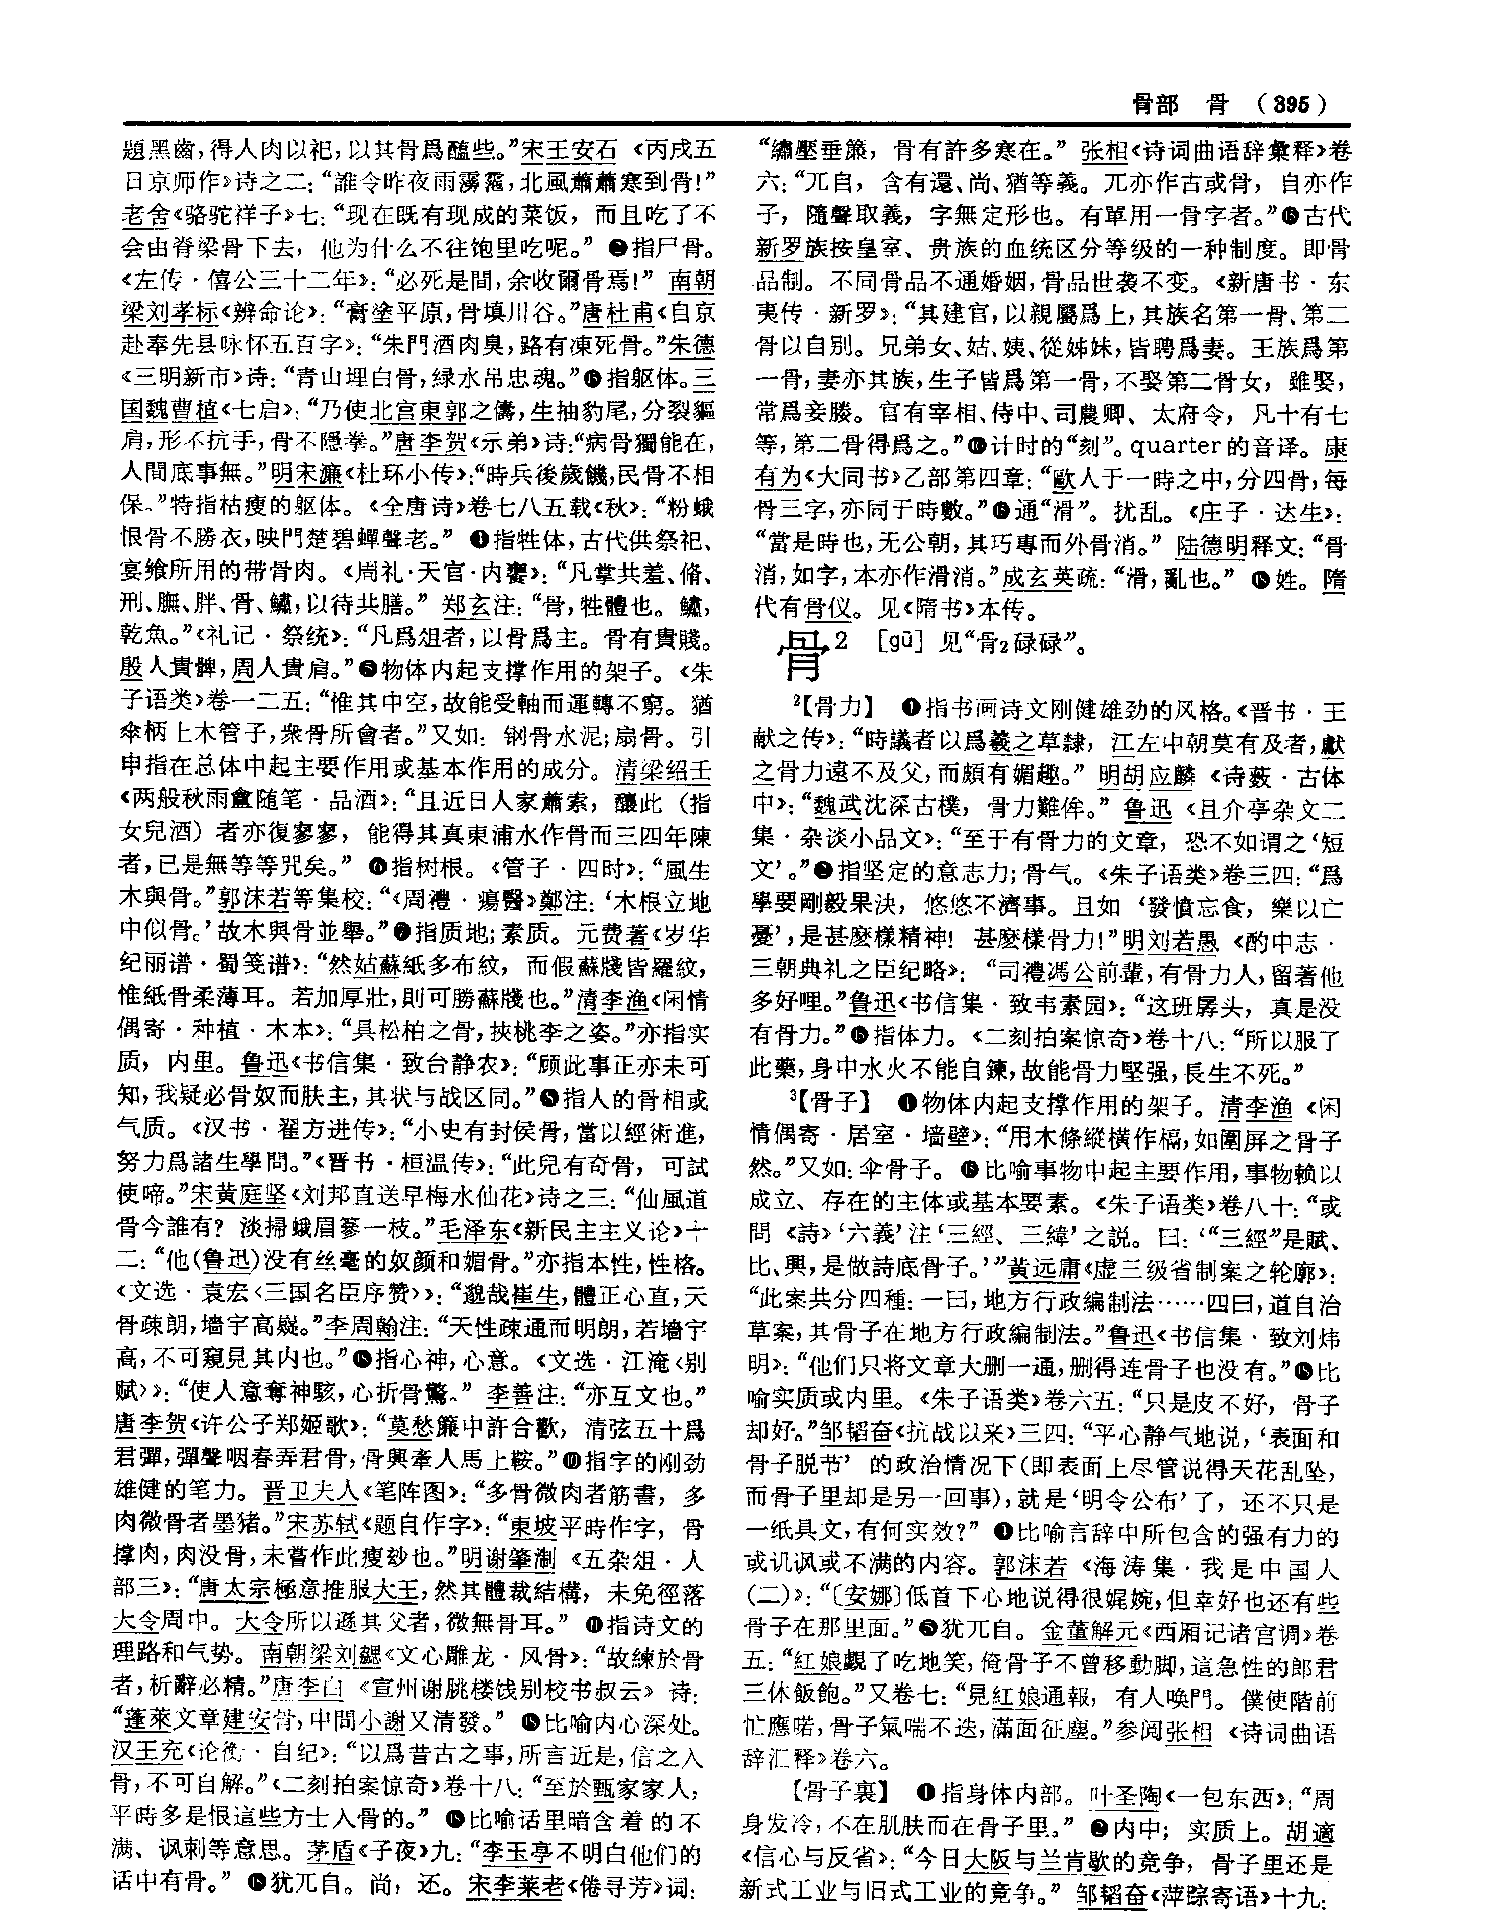 骨部 骨 (395)
題黑齒,得人肉以祀,以其骨爲醢些。”宋王安石《丙戌五
日京师作》诗之二:“誰令昨夜雨霶霑,北風蕭蕭寒到骨!”
老舍《骆驼祥子》七:“现在既有现成的菜饭,而且吃了不
会由脊梁骨下去,他为什么不往饱里吃呢。” ❷指尸骨。
《左传·僖公三十二年》:“必死是間,余收爾骨焉!” 南朝
梁刘孝标《辨命论》:“膏塗平原,骨填川谷。”唐杜甫《自京
赴奉先县咏怀五百字》:“朱門酒肉臭,路有凍死骨。”朱德
《三明新市》诗:“青山埋白骨,緑水吊忠魂。”❸指躯体。三
国魏曹植《七启》:“乃使北宫東郭之儔,生抽豹尾,分裂貙
肩,形不抗手,骨不隱拳。”唐李贺《示弟》诗:“病骨獨能在,
人間底事無。”明宋濂《杜环小传》:“時兵後歲饑,民骨不相
保。”特指枯瘦的躯体。《全唐诗》卷七八五载《秋》:“粉蛾
恨骨不勝衣,映門楚碧蟬聲老。” ❹指牲体,古代供祭祀、
宴飨所用的带骨肉。《周礼·天官·内饔》:“凡掌共羞、脩、
刑、膴、胖、骨、鱐,以待共膳。” 郑玄注:“骨,牲體也。鱐,
乾魚。”《礼记·祭统》:“凡爲俎者,以骨爲主。骨有貴賤。
殷人貴髀,周人貴肩。”❺物体内起支撑作用的架子。《朱
子语类》卷一二五:“惟其中空,故能受軸而運轉不窮。猶
傘柄上木管子,衆骨所會者。”又如:钢骨水泥;扇骨。引
申指在总体中起主要作用或基本作用的成分。清梁绍壬
《两般秋雨盦随笔·品酒》:“且近日人家蕭索,釀此(指
女兒酒)者亦復寥寥,能得其真東浦水作骨而三四年陳
者,已是無等等咒矣。” ❻指树根。《管子·四时》:“風生
木與骨。”郭沫若等集校:“《周禮·瘍醫》鄭注:‘木根立地
中似骨。’故木與骨並舉。”❼指质地;素质。元费著《岁华
纪丽谱·蜀笺谱》:“然姑蘇紙多布紋,而假蘇牋皆羅紋,
惟紙骨柔薄耳。若加厚壯,則可勝蘇牋也。”清李渔《闲情
偶寄·种植·木本》:“具松柏之骨,挾桃李之姿。”亦指实
质,内里。鲁迅《书信集·致台静农》:“顾此事正亦未可
知,我疑必骨奴而肤主,其状与战区同。”❽指人的骨相或
气质。《汉书·翟方进传》:“小史有封侯骨,當以經術進,
努力爲諸生學問。”《晋书·桓温传》:“此兒有奇骨,可試
使啼。”宋黄庭坚《刘邦直送早梅水仙花》诗之三:“仙風道
骨今誰有?淡掃蛾眉篸一枝。”毛泽东《新民主主义论》十
二:“他(鲁迅)没有丝毫的奴颜和媚骨。”亦指本性,性格。
《文选·袁宏〈三国名臣序赞〉》:“邈哉崔生,體正心直,天
骨疎朗,墻宇高嶷。”李周翰注:“天性疎通而明朗,若墻宇
高,不可窺見其内也。”❾指心神,心意。《文选·江淹〈别
赋〉》:“使人意奪神駭,心折骨驚。” 李善注:“亦互文也。”
唐李贺《许公子郑姬歌》:“莫愁簾中許合歡,清弦五十爲
君彈,彈聲咽春弄君骨,骨興牽人馬上鞍。”❿指字的刚劲
雄健的笔力。晋卫夫人《笔阵图》:“多骨微肉者筋書,多
肉微骨者墨猪。”宋苏轼《题自作字》:“東坡平時作字,骨
撑肉,肉没骨,未嘗作此瘦玅也。”明谢肇淛《五杂俎·人
部三》:“唐太宗極意推服大王,然其體裁結構,未免徑落
大令周中。大令所以遜其父者,微無骨耳。” ⓫指诗文的
理路和气势。南朝梁刘勰《文心雕龙·风骨》:“故練於骨
者,析辭必精。”唐李白《宣州谢朓楼饯别校书叔云》诗:
“蓬萊文章建安骨,中間小謝又清發。” ⓬比喻内心深处。
汉王充《论衡·自纪》:“以爲昔古之事,所言近是,信之入
骨,不可自解。”《二刻拍案惊奇》卷十八:“至於甄家家人,
平時多是恨這些方士入骨的。” ⓭比喻话里暗含着的不
满、讽刺等意思。茅盾《子夜》九:“李玉亭不明白他们的
话中有骨。” ⓮犹兀自。尚,还。宋李莱老《倦寻芳》词:
“繡壓垂簾,骨有許多寒在。” 张相《诗词曲语辞彙释》卷
六:“兀自,含有還、尚、猶等義。兀亦作古或骨,自亦作
子,隨聲取義,字無定形也。有單用一骨字者。”⓯古代
新罗族按皇室、贵族的血统区分等级的一种制度。即骨
品制。不同骨品不通婚姻,骨品世袭不变。《新唐书·东
夷传·新罗》:“其建官,以親屬爲上,其族名第一骨、第二
骨以自别。兄弟女、姑、姨、從姊妹,皆聘爲妻。王族爲第
一骨,妻亦其族,生子皆爲第一骨,不娶第二骨女,雖娶,
常爲妾媵。官有宰相、侍中、司農卿、太府令,凡十有七
等,第二骨得爲之。”⓰计时的“刻”。quarter的音译。康
有为《大同书》乙部第四章:“歐人于一時之中,分四骨,每
骨三字,亦同于時數。”⓱通“滑”。扰乱。《庄子·达生》:
“當是時也,无公朝,其巧專而外骨消。” 陆德明释文:“骨
消,如字,本亦作滑消。”成玄英疏:“滑,亂也。” ⓲姓。隋
代有骨仪。见《隋书》本传。
骨2 [gū] 见“骨2碌碌”。
2【骨力】 ❶指书画诗文刚健雄劲的风格。《晋书·王
献之传》:“時議者以爲羲之草隸,江左中朝莫有及者,獻
之骨力遠不及父,而頗有媚趣。” 明胡应麟《诗薮·古体
中》:“魏武沈深古樸,骨力難侔。” 鲁迅《且介亭杂文二
集·杂谈小品文》:“至于有骨力的文章,恐不如谓之‘短
文’。”❷指坚定的意志力;骨气。《朱子语类》卷三四:“爲
學要剛毅果決,悠悠不濟事。且如‘發憤忘食,樂以亡
憂’,是甚麽樣精神!甚麽樣骨力!”明刘若愚《酌中志·
三朝典礼之臣纪略》:“司禮馮公前輩,有骨力人,留著他
多好哩。”鲁迅《书信集·致韦素园》:“这班孱头,真是没
有骨力。”❸指体力。《二刻拍案惊奇》卷十八:“所以服了
此藥,身中水火不能自鍊,故能骨力堅强,長生不死。”
3【骨子】 ❶物体内起支撑作用的架子。清李渔《闲
情偶寄·居室·墙壁》:“用木條縱横作槅,如圍屏之骨子
然。”又如:伞骨子。❷比喻事物中起主要作用,事物赖以
成立、存在的主体或基本要素。《朱子语类》卷八十:“或
問《詩》‘六義’注‘三經、三緯’之説。曰:‘“三經”是賦、
比、興,是做詩底骨子。’”黄远庸《虚三级省制案之轮廓》:
“此案共分四種:一曰,地方行政編制法……四曰,道自治
草案,其骨子在地方行政編制法。”鲁迅《书信集·致刘炜
明》:“他们只将文章大删一通,删得连骨子也没有。”❸比
喻实质或内里。《朱子语类》卷六五:“只是皮不好,骨子
却好。”邹韬奋《抗战以来》三四:“平心静气地说,‘表面和
骨子脱节’的政治情况下(即表面上尽管说得天花乱坠,
而骨子里却是另一回事),就是‘明令公布’了,还不只是
一纸具文,有何实效?” ❹比喻言辞中所包含的强有力的
或讥讽或不满的内容。郭沫若《海涛集·我是中国人
(二)》:“〔安娜〕低首下心地说得很娓婉,但幸好也还有些
骨子在那里面。”❺犹兀自。金董解元《西厢记诸宫调》卷
五:“紅娘覷了吃地笑,俺骨子不曾移動脚,這急性的郎君
三休飯飽。”又卷七:“見紅娘通報,有人唤門。僕使階前
忙應喏,骨子氣喘不迭,滿面征塵。”参阅张相《诗词曲语
辞汇释》卷六。
【骨子裏】 ❶指身体内部。叶圣陶《一包东西》:“周
身发冷,不在肌肤而在骨子里。” ❷内中;实质上。胡適
《信心与反省》:“今日大阪与兰肯歇的竞争,骨子里还是
新式工业与旧式工业的竞争。” 邹韬奋《萍踪寄语》十九: